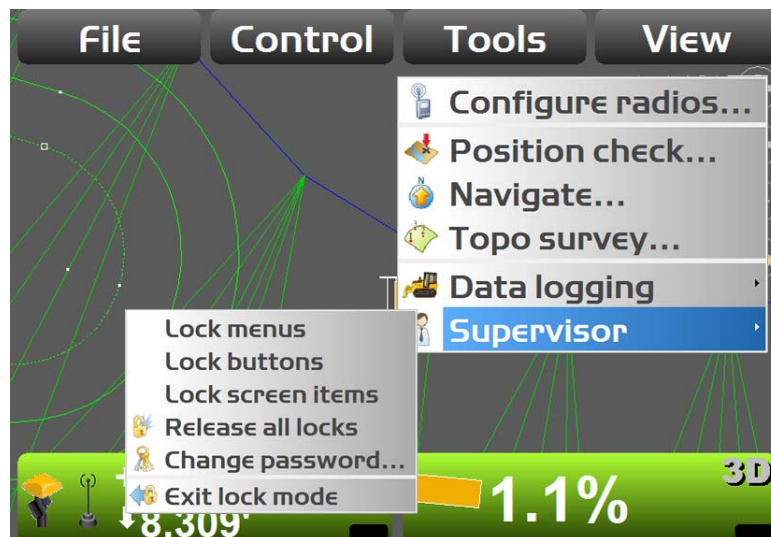 File Control Tools View
Configure radios...
Position check...
Navigate...
Topo survey...
Data logging
Supervisor
Lock menus
Lock buttons
Lock screen items
Release all locks
Change password...
Exit lock mode
8.309'
1.1%
3D